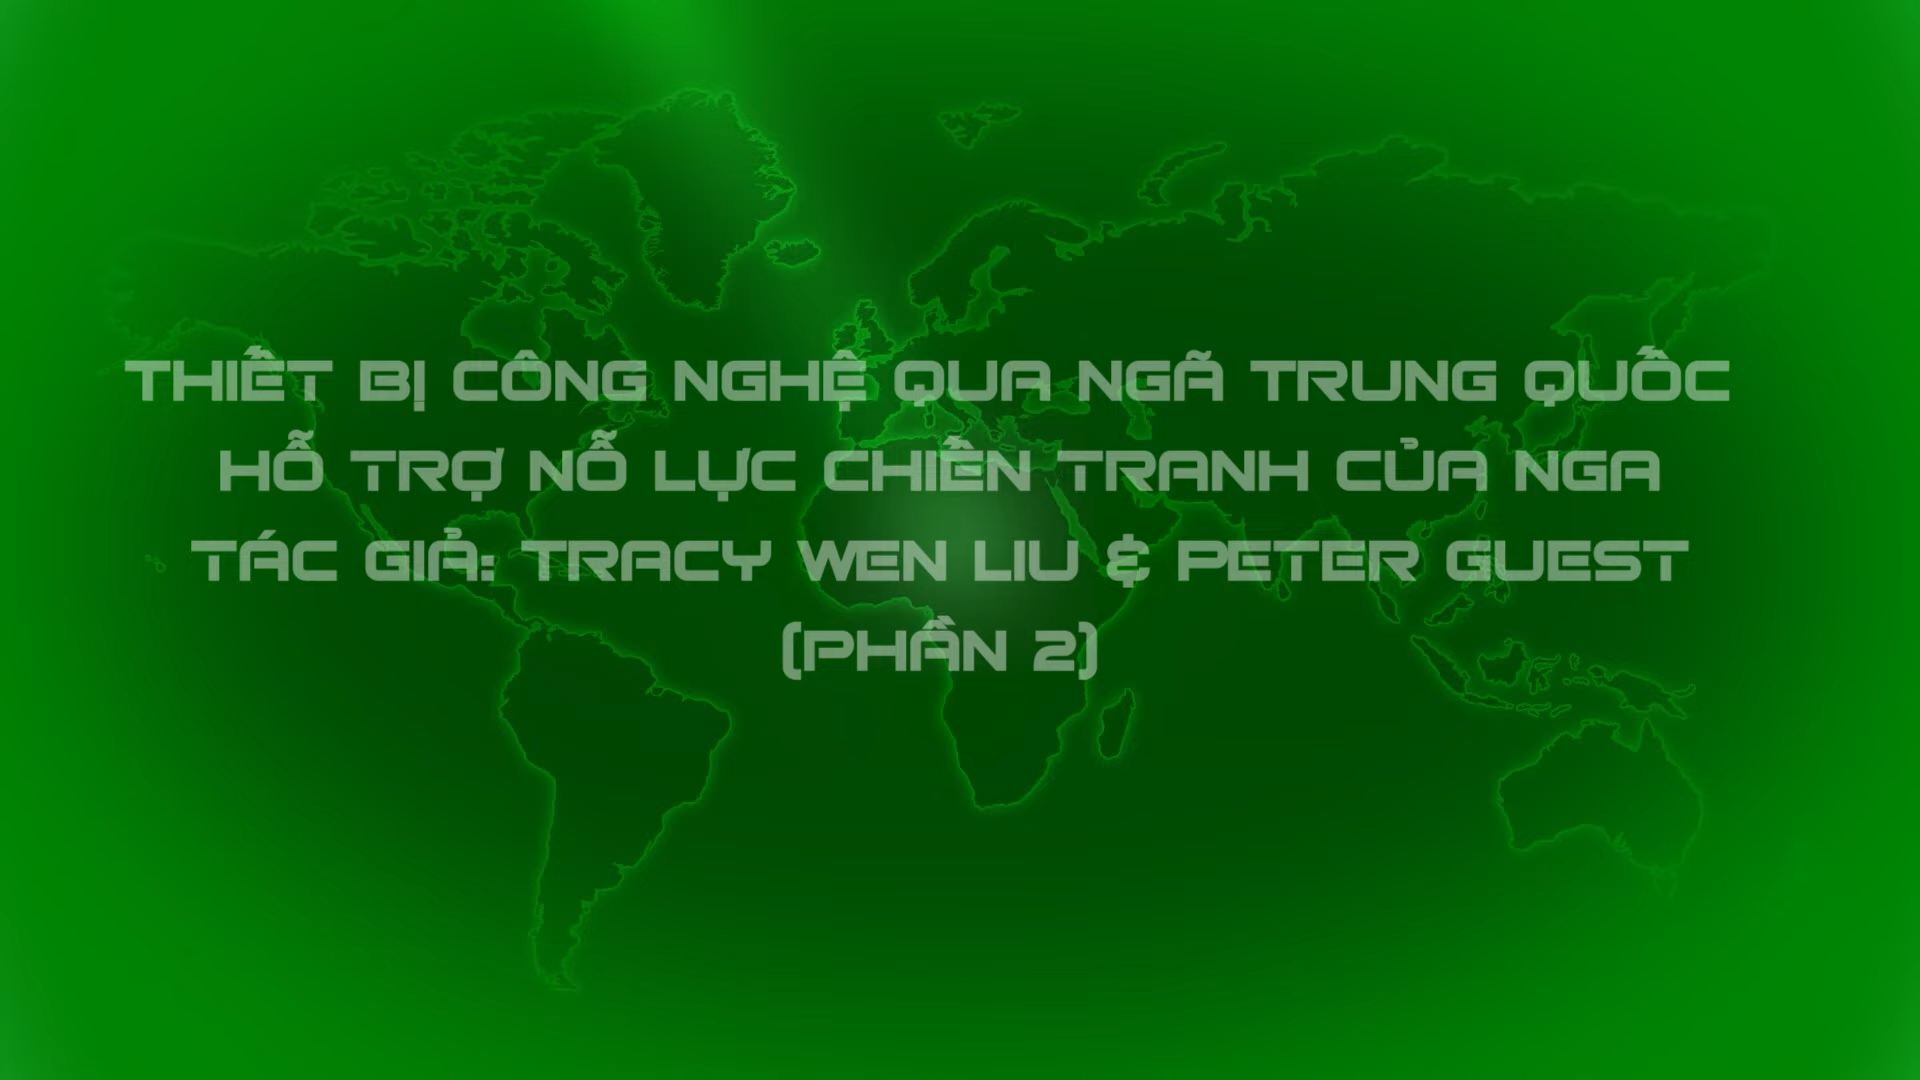 THIẾT BỊ CÔNG NGHỆ QUA NGÃ TRUNG QUỐC
HỖ TRỢ NỖ LỰC CHIẾN TRANH CỦA NGA
TÁC GIẢ: TRACY WEN LIU & PETER GUEST
(PHẦN 2)